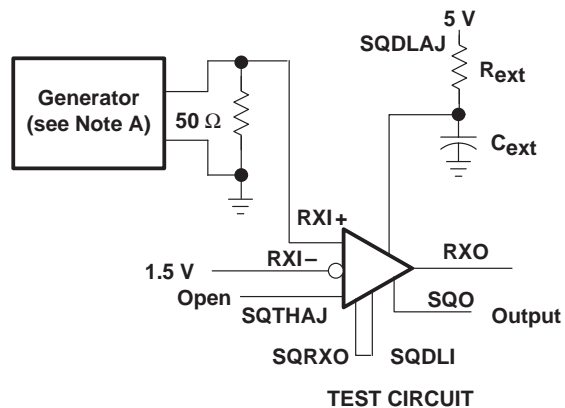 5 V
SQDLAJ
Rext
Generator
(see Note A)
50 Ω
Cext
RXI+
RXI−
RXO
1.5 V
Open
SQTHAJ
SQO
Output
SQRXO
SQDLI
TEST CIRCUIT